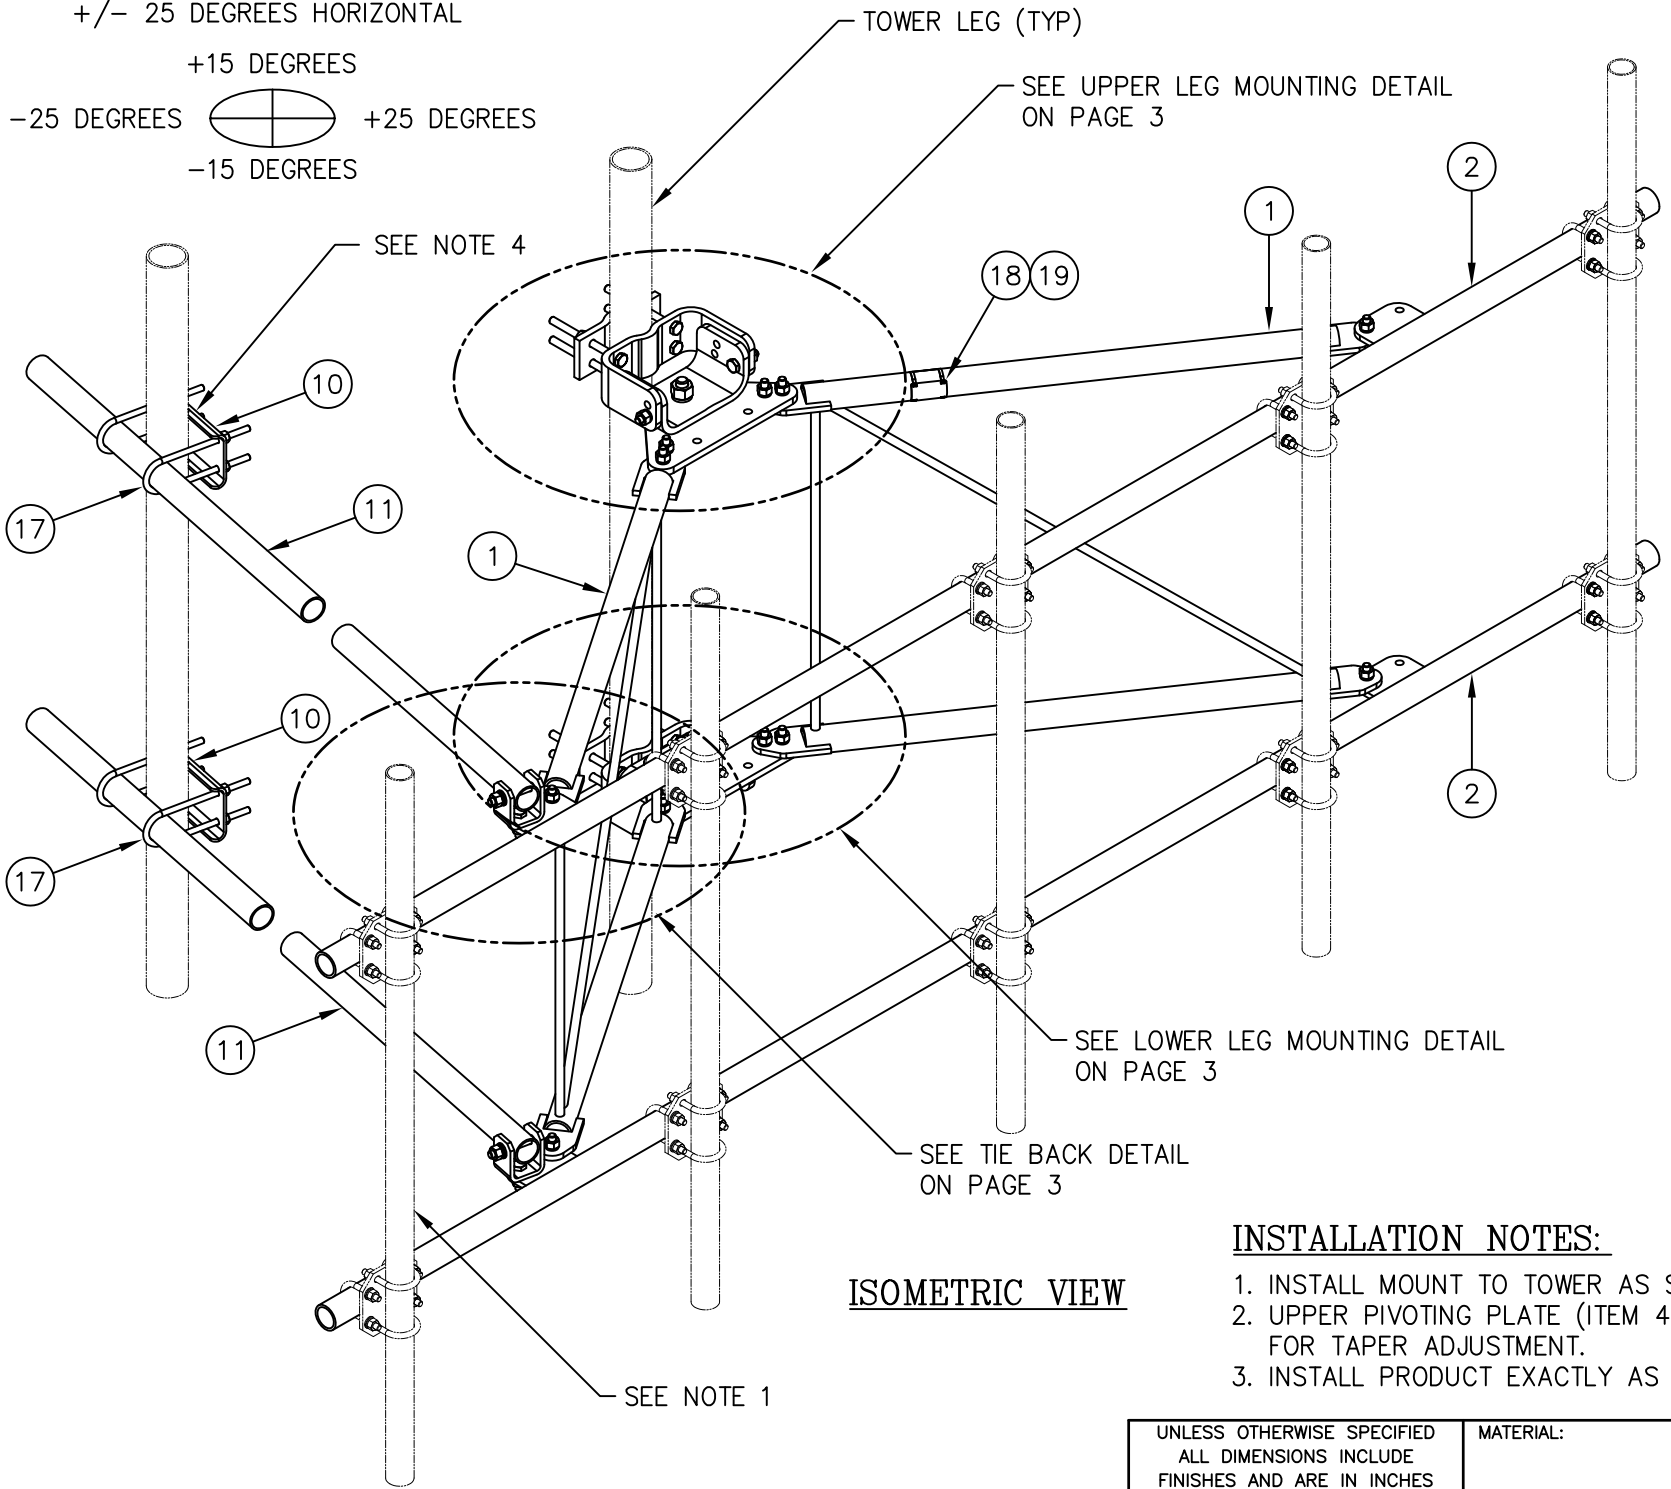 +/- 25 DEGREES HORIZONTAL
+15 DEGREES
-25 DEGREES
+25 DEGREES
-15 DEGREES
TOWER LEG (TYP)
SEE UPPER LEG MOUNTING DETAIL
ON PAGE 3
2
1
SEE NOTE 4
18
19
10
17
11
1
10
2
17
11
SEE LOWER LEG MOUNTING DETAIL
ON PAGE 3
SEE TIE BACK DETAIL
ON PAGE 3
SEE NOTE 1
ISOMETRIC VIEW
INSTALLATION NOTES:
1. INSTALL MOUNT TO TOWER AS
2. UPPER PIVOTING PLATE (ITEM 4
FOR TAPER ADJUSTMENT.
3. INSTALL PRODUCT EXACTLY AS
UNLESS OTHERWISE SPECIFIED
ALL DIMENSIONS INCLUDE
FINISHES AND ARE IN INCHES
MATERIAL: